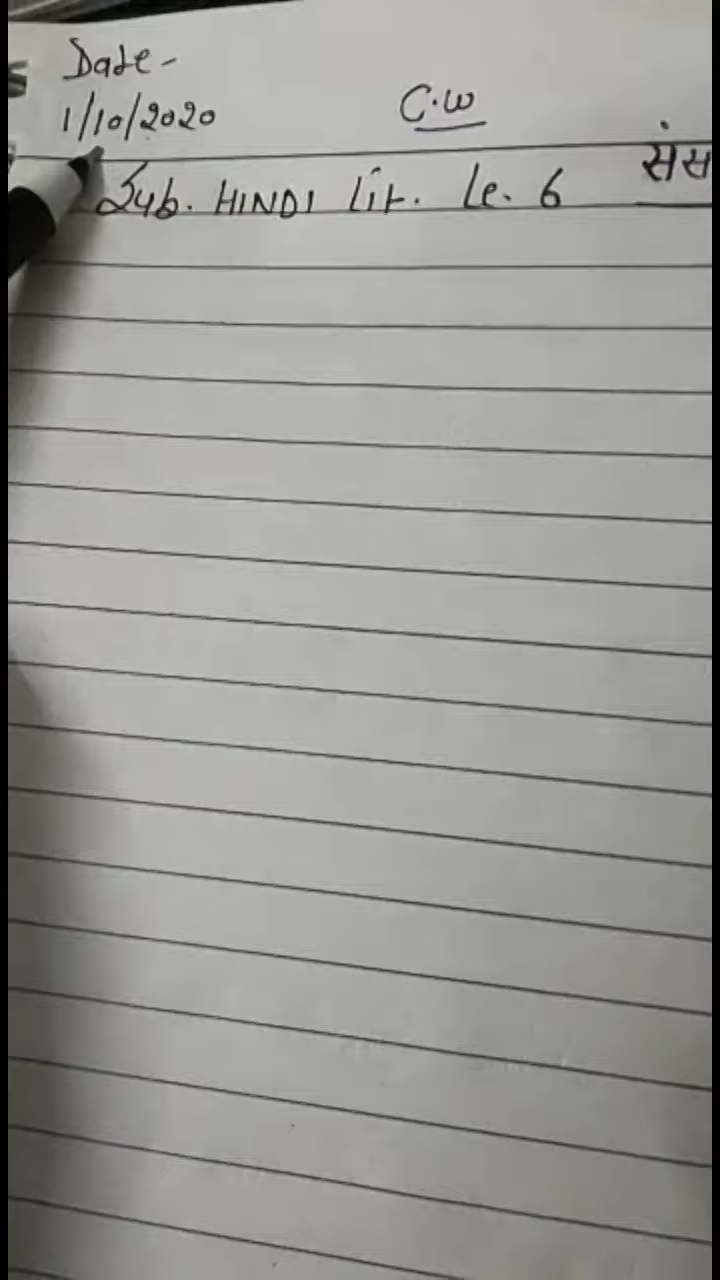 Date-
1/10/2020 C.W
Sub. HINDI Lit. Le. 6 संस